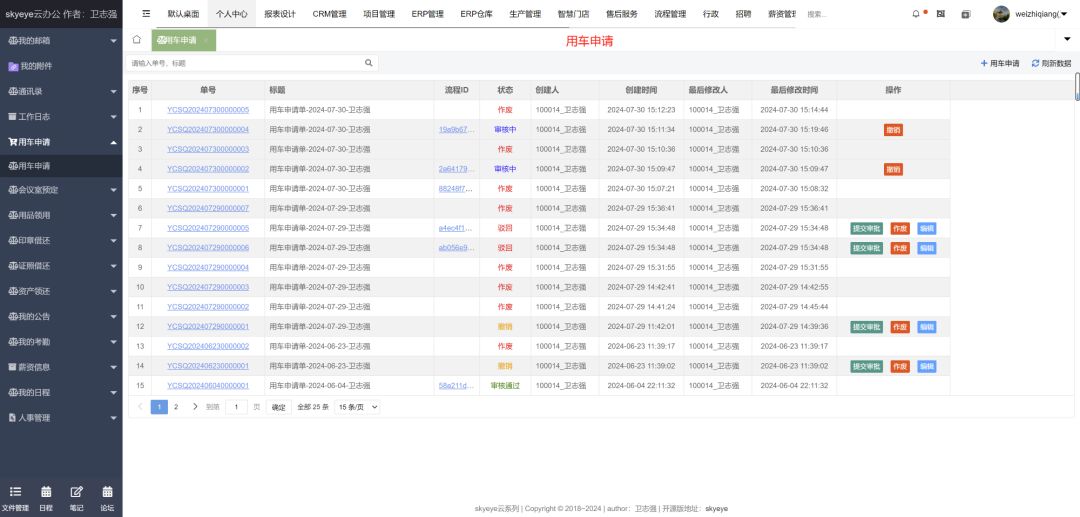 skyeye云办公 作者：卫志强
默认桌面 个人中心 报表设计 CRM管理 项目管理 ERP管理 ERP仓库 生产管理 智慧门店 售后服务 流程管理 行政 招聘 薪资管理 搜索... weizhiqiang(
我的邮箱
我的附件
通讯录
工作日志
用车申请
用车申请
会议室预定
用品领用
印章借还
证照借还
资产领还
我的公告
我的考勤
薪资信息
我的日程
人事管理
文件管理 日程 笔记 论坛
用车申请
用车申请
请输入单号、标题
用车申请 刷新数据
序号 单号 标题 流程ID 状态 创建人 创建时间 最后修改人 最后修改时间 操作
1 YCSQ202407300000005 用车申请单-2024-07-30-卫志强 作废 100014_卫志强 2024-07-30 15:12:23 100014_卫志强 2024-07-30 15:14:44
2 YCSQ202407300000004 用车申请单-2024-07-30-卫志强 19a9b67... 审核中 100014_卫志强 2024-07-30 15:11:34 100014_卫志强 2024-07-30 15:19:46 撤销
3 YCSQ202407300000003 用车申请单-2024-07-30-卫志强 作废 100014_卫志强 2024-07-30 15:10:36 100014_卫志强 2024-07-30 15:10:36
4 YCSQ202407300000002 用车申请单-2024-07-30-卫志强 2a64179... 审核中 100014_卫志强 2024-07-30 15:09:47 100014_卫志强 2024-07-30 15:09:47 撤销
5 YCSQ202407300000001 用车申请单-2024-07-30-卫志强 88248f7... 作废 100014_卫志强 2024-07-30 15:07:21 100014_卫志强 2024-07-30 15:08:32
6 YCSQ202407290000007 用车申请单-2024-07-29-卫志强 作废 100014_卫志强 2024-07-29 15:36:41 100014_卫志强 2024-07-29 15:36:41
7 YCSQ202407290000005 用车申请单-2024-07-29-卫志强 a4ec4f1... 驳回 100014_卫志强 2024-07-29 15:34:48 100014_卫志强 2024-07-29 15:34:48 提交审批 作废 编辑
8 YCSQ202407290000006 用车申请单-2024-07-29-卫志强 ab056a9... 驳回 100014_卫志强 2024-07-29 15:34:48 100014_卫志强 2024-07-29 15:34:48 提交审批 作废 编辑
9 YCSQ202407290000004 用车申请单-2024-07-29-卫志强 作废 100014_卫志强 2024-07-29 15:31:55 100014_卫志强 2024-07-29 15:31:55
10 YCSQ202407290000003 用车申请单-2024-07-29-卫志强 作废 100014_卫志强 2024-07-29 14:42:41 100014_卫志强 2024-07-29 14:42:55
11 YCSQ202407290000002 用车申请单-2024-07-29-卫志强 作废 100014_卫志强 2024-07-29 14:41:24 100014_卫志强 2024-07-29 14:45:44
12 YCSQ202407290000001 用车申请单-2024-07-29-卫志强 撤销 100014_卫志强 2024-07-29 11:42:01 100014_卫志强 2024-07-29 14:39:36 提交审批 作废 编辑
13 YCSQ202406230000002 用车申请单-2024-06-23-卫志强 作废 100014_卫志强 2024-06-23 11:39:17 100014_卫志强 2024-06-23 11:39:17
14 YCSQ202406230000001 用车申请单-2024-06-23-卫志强 撤销 100014_卫志强 2024-06-23 11:39:02 100014_卫志强 2024-06-23 11:39:02 提交审批 作废 编辑
15 YCSQ202406040000001 用车申请单-2024-06-04-卫志强 58a211d... 审核通过 100014_卫志强 2024-06-04 22:11:32 100014_卫志强 2024-06-04 22:11:32
1 2 到第 1 页 确定 全部 25 条 15 条/页
skyeye云系列 | Copyright © 2018~2024 | author：卫志强 | 开源版地址：skyeye